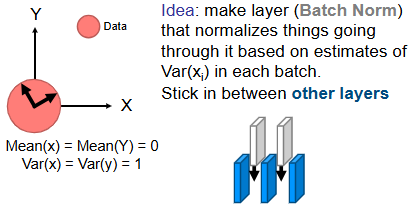 Y
Data
X
Mean(x) = Mean(Y) = 0
Var(x) = Var(y) = 1
Idea: make layer (Batch Norm)
that normalizes things going
through it based on estimates of
Var(xi) in each batch.
Stick in between other layers